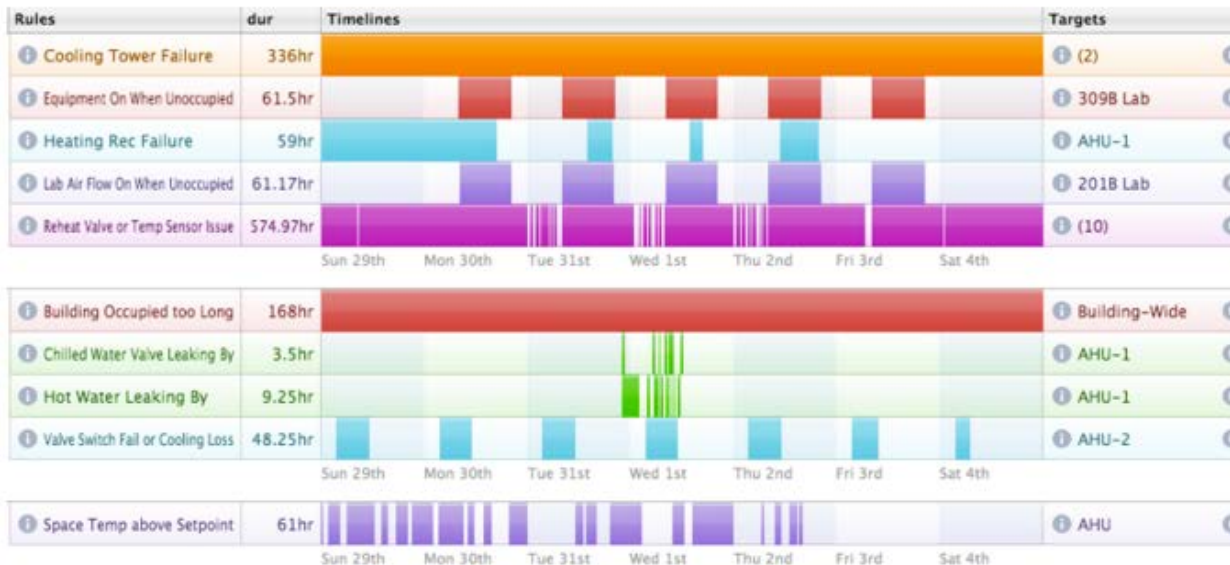 Rules dur Timelines Targets
Cooling Tower Failure 336hr (2)
Equipment On When Unoccupied 61.5hr 309B Lab
Heating Rec Failure 59hr AHU-1
Lab Air Flow On When Unoccupied 61.17hr 201B Lab
Reheat Valve or Temp Sensor Issue 574.97hr (10)
Sun 29th Mon 30th Tue 31st Wed 1st Thu 2nd Fri 3rd Sat 4th
Building Occupied too Long 168hr Building-Wide
Chilled Water Valve Leaking By 3.5hr AHU-1
Hot Water Leaking By 9.25hr AHU-1
Valve Switch Fail or Cooling Loss 48.25hr AHU-2
Sun 29th Mon 30th Tue 31st Wed 1st Thu 2nd Fri 3rd Sat 4th
Space Temp above Setpoint 61hr AHU
Sun 29th Mon 30th Tue 31st Wed 1st Thu 2nd Fri 3rd Sat 4th